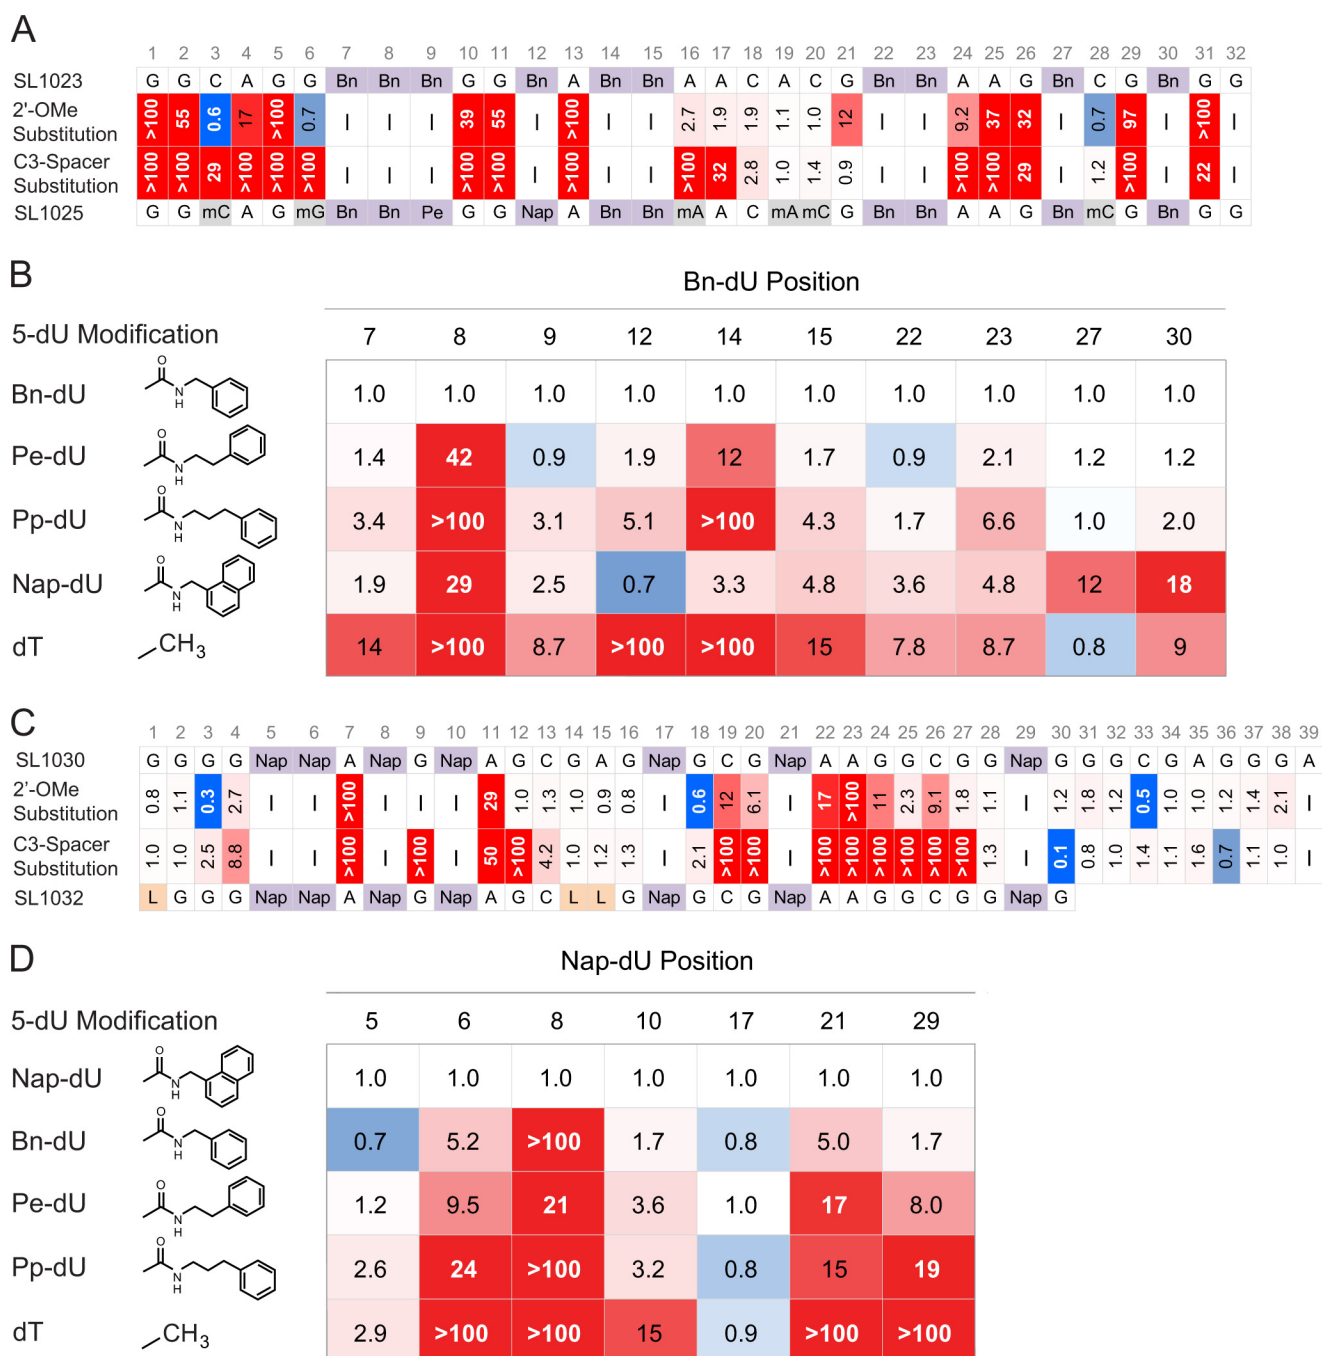 A
1 2 3 4 5 6 7 8 9 10 11 12 13 14 15 16 17 18 19 20 21 22 23 24 25 26 27 28 29 30 31 32
SL1023 G G C A G G Bn Bn Bn G G Bn A Bn Bn A A C A C G Bn Bn A A G Bn C G Bn G G
2'-OMe Substitution >100 55 0.6 17 >100 0.7 – – – 39 55 – >100 – – 2.7 1.9 1.9 1.1 1.0 12 – – 9.2 37 32 – 0.7 97 – >100 –
C3-Spacer Substitution >100 >100 29 >100 >100 >100 – – – >100 >100 – >100 – – >100 32 2.8 1.0 1.4 0.9 – – >100 >100 29 – 1.2 >100 – 22 –
SL1025 G G mC A G mG Bn Bn Pe G G Nap A Bn Bn mA A C mA mC G Bn Bn A A G Bn mC G Bn G G
B
Bn-dU Position
5-dU Modification 7 8 9 12 14 15 22 23 27 30
O
Bn-dU N 1.0 1.0 1.0 1.0 1.0 1.0 1.0 1.0 1.0 1.0
H
O
Pe-dU N 1.4 42 0.9 1.9 12 1.7 0.9 2.1 1.2 1.2
H
O
Pp-dU N 3.4 >100 3.1 5.1 >100 4.3 1.7 6.6 1.0 2.0
H
O
Nap-dU N 1.9 29 2.5 0.7 3.3 4.8 3.6 4.8 12 18
H
dT CH3 14 >100 8.7 >100 >100 15 7.8 8.7 0.8 9
C
1 2 3 4 5 6 7 8 9 10 11 12 13 14 15 16 17 18 19 20 21 22 23 24 25 26 27 28 29 30 31 32 33 34 35 36 37 38 39
SL1030 G G G G Nap Nap A Nap G Nap A G C G G G Nap G C G Nap A A G G C G G Nap G G G C G A G G G A
2'-OMe Substitution 0.8 1.1 0.3 2.7 – – >100 – – – 29 1.0 1.3 1.0 0.9 0.8 – 0.6 12 6.1 – 17 >100 11 2.3 9.1 1.8 1.1 – 1.2 1.8 1.2 0.5 1.0 1.0 1.2 1.4 2.1 –
C3-Spacer Substitution 1.0 1.0 2.5 8.8 – – >100 – >100 – 50 >100 4.2 1.0 1.2 1.3 – 2.1 >100 >100 – >100 >100 >100 >100 >100 >100 1.3 – 0.1 0.8 1.0 1.4 1.1 1.6 0.7 1.1 1.0 –
SL1032 L G G G Nap Nap A Nap G Nap A G C L L G Nap G C G Nap A A G G C G G Nap G
D
Nap-dU Position
5-dU Modification 5 6 8 10 17 21 29
O
Nap-dU N 1.0 1.0 1.0 1.0 1.0 1.0 1.0
H
O
Bn-dU N 0.7 5.2 >100 1.7 0.8 5.0 1.7
H
O
Pe-dU N 1.2 9.5 21 3.6 1.0 17 8.0
H
O
Pp-dU N 2.6 24 >100 3.2 0.8 15 19
H
dT CH3 2.9 >100 >100 15 0.9 >100 >100